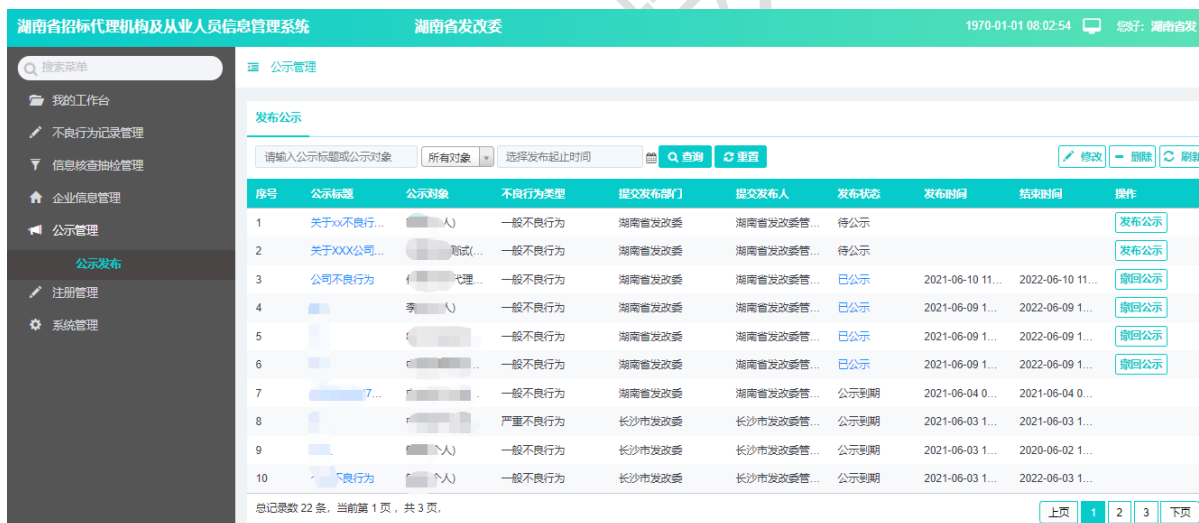 湖南省招标代理机构及从业人员信息管理系统 湖南省发改委 1970-01-01 08:02:54 您好：湖南省发
搜索菜单 公示管理
我的工作台
不良行为记录管理
信息核查抽检管理
企业信息管理
公示管理
公示发布
注册管理
系统管理
发布公示
请输入公示标题或公示对象 所有对象 选择发布起止时间 查询 重置 修改 删除 刷新
序号 公示标题 公示对象 不良行为类型 提交发布部门 提交发布人 发布状态 发布时间 结束时间 操作
1 关于xx不良行... 人) 一般不良行为 湖南省发改委 湖南省发改委管... 待公示 发布公示
2 关于XXX公司... 测试(... 一般不良行为 湖南省发改委 湖南省发改委管... 待公示 发布公示
3 公司不良行为 代理... 一般不良行为 湖南省发改委 湖南省发改委管... 已公示 2021-06-10 11... 2022-06-10 11... 撤回公示
4 李 人) 一般不良行为 湖南省发改委 湖南省发改委管... 已公示 2021-06-09 1... 2022-06-09 1... 撤回公示
5 一般不良行为 湖南省发改委 湖南省发改委管... 已公示 2021-06-09 1... 2022-06-09 1... 撤回公示
6 一般不良行为 湖南省发改委 湖南省发改委管... 已公示 2021-06-09 1... 2022-06-09 1... 撤回公示
7 7... 一般不良行为 湖南省发改委 湖南省发改委管... 公示到期 2021-06-04 0... 2021-06-04 0...
8 严重不良行为 长沙市发改委 长沙市发改委管... 公示到期 2021-06-03 1... 2021-06-03 1...
9 个人) 一般不良行为 长沙市发改委 长沙市发改委管... 公示到期 2021-06-03 1... 2020-06-02 1...
10 不良行为 个人) 一般不良行为 长沙市发改委 长沙市发改委管... 公示到期 2021-06-03 1... 2022-06-03 1...
总记录数 22 条，当前第 1 页，共 3 页， 上页 1 2 3 下页